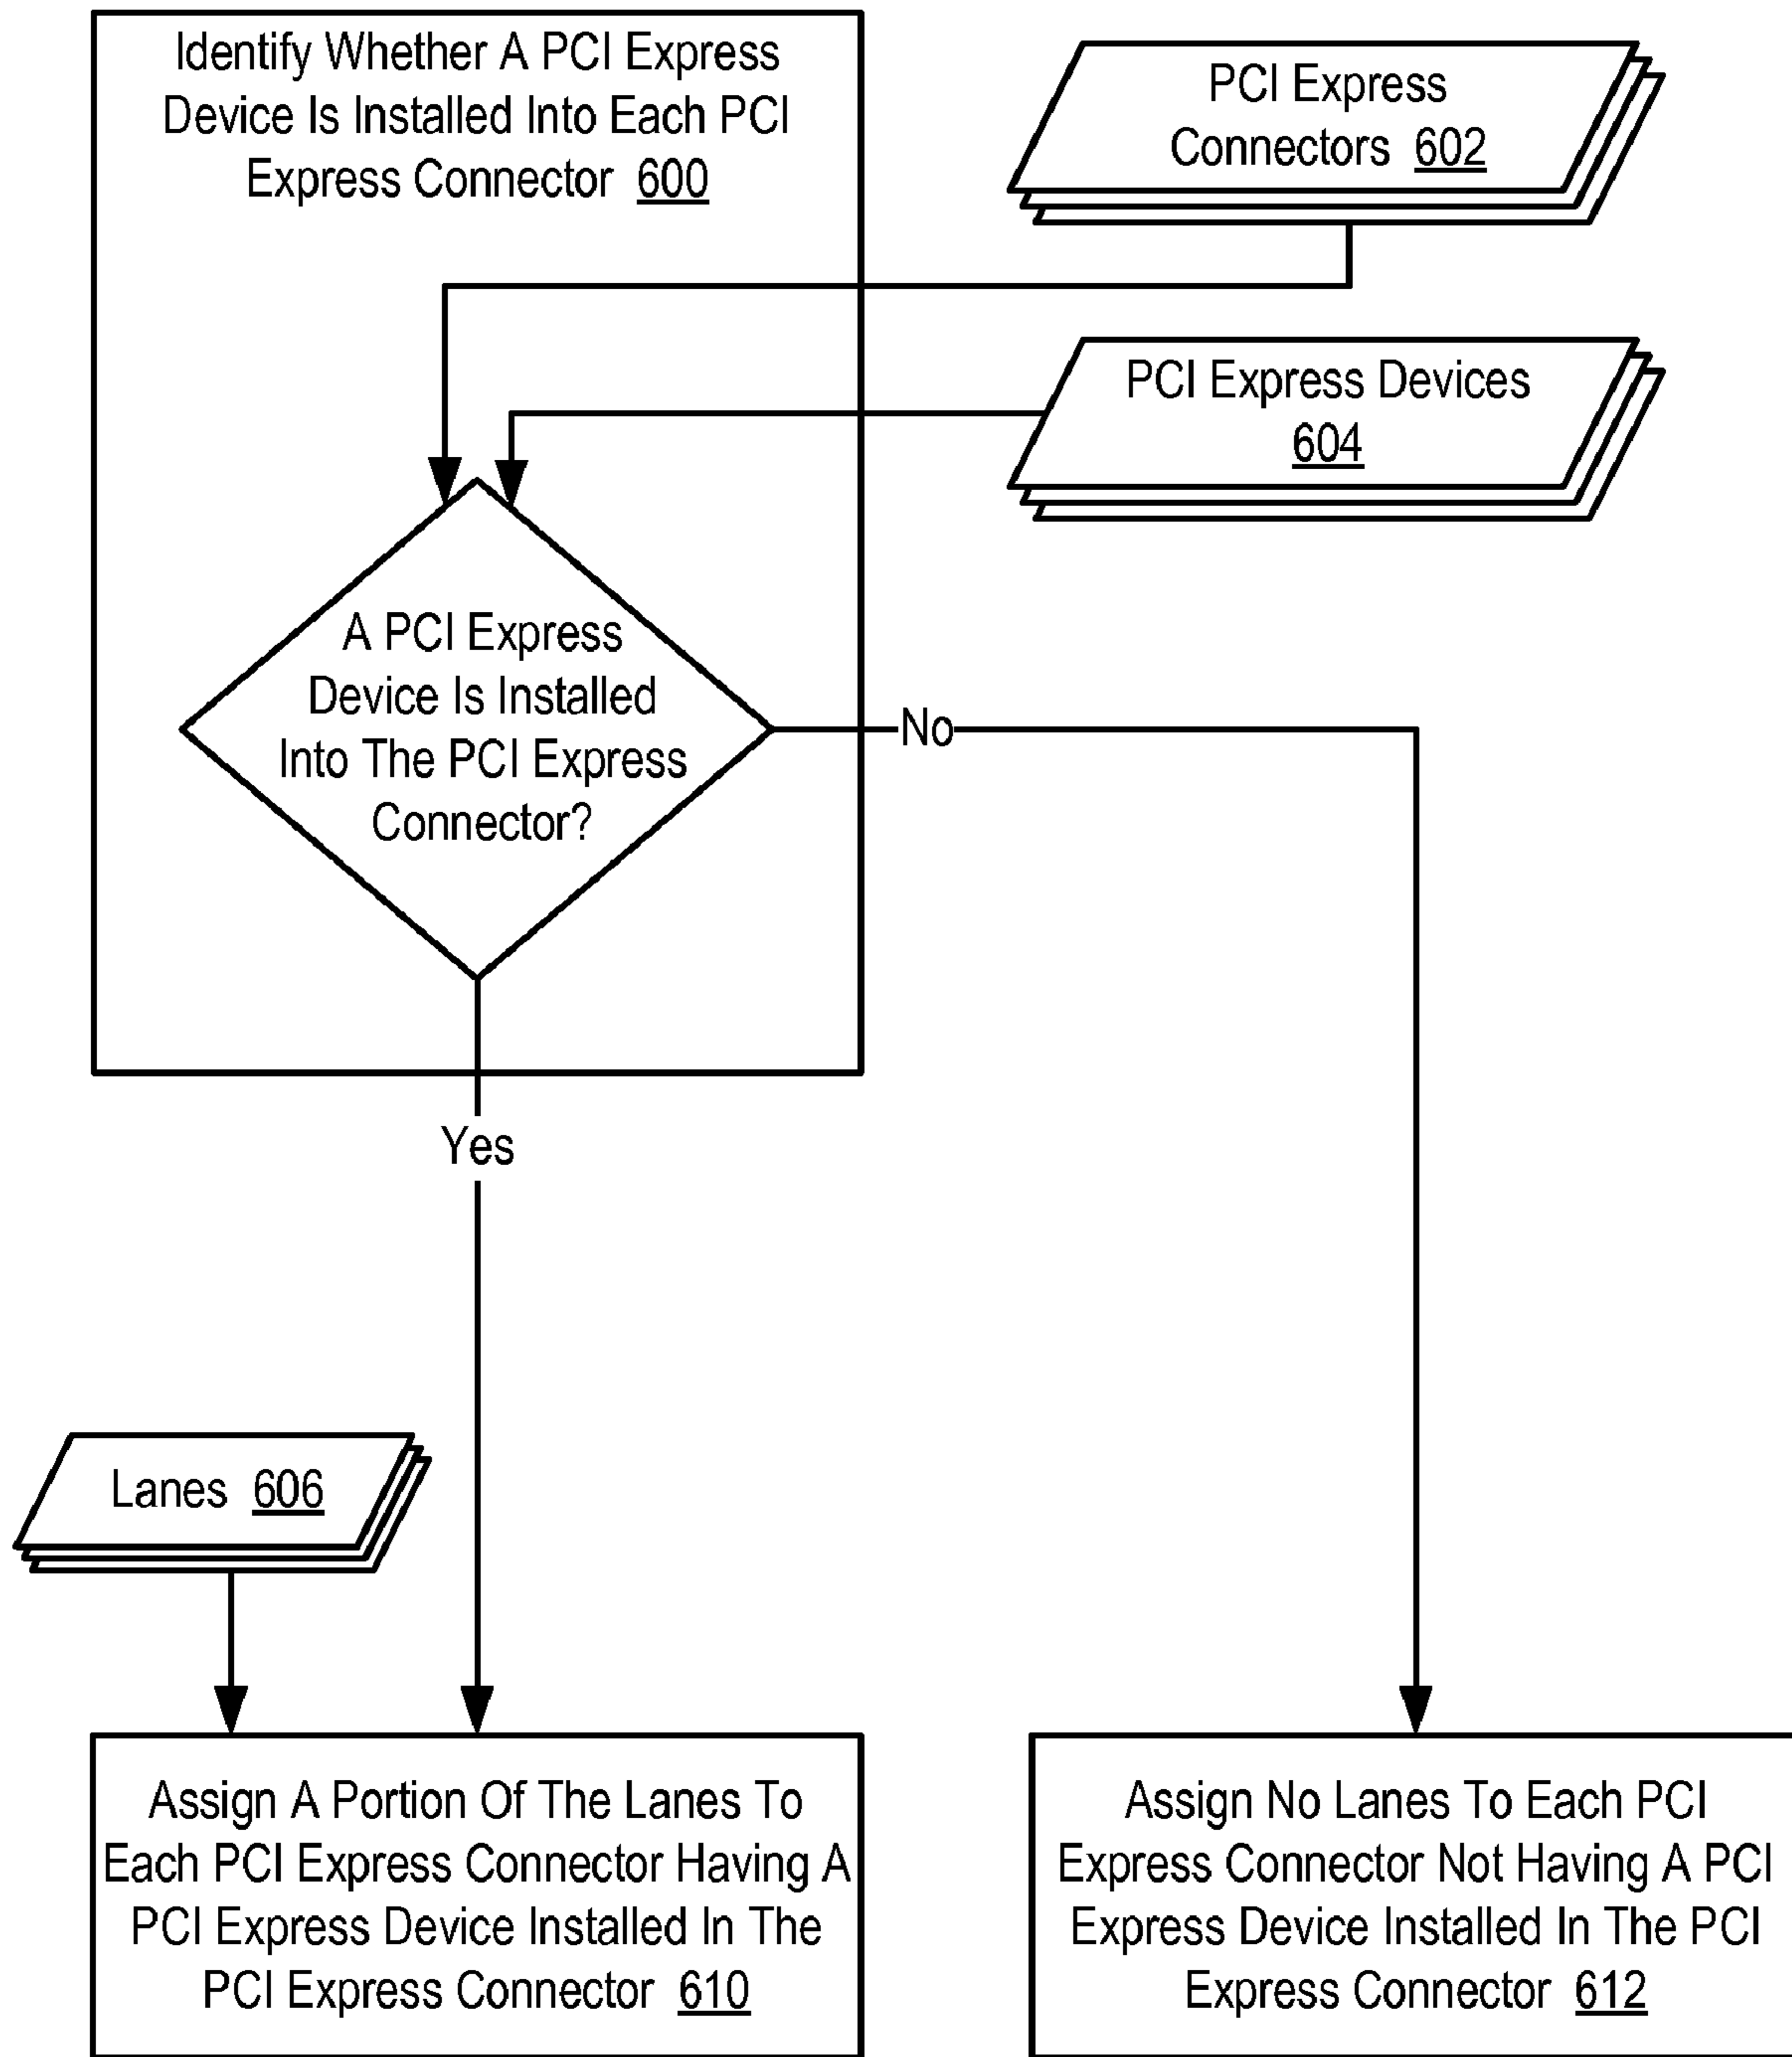 Identify Whether A PCI Express
Device Is Installed Into Each PCI
Express Connector 600
PCI Express
Connectors 602
PCI Express Devices
604
A PCI Express
Device Is Installed
Into The PCI Express
Connector?
No
Yes
Lanes 606
Assign A Portion Of The Lanes To
Each PCI Express Connector Having A
PCI Express Device Installed In The
PCI Express Connector 610
Assign No Lanes To Each PCI
Express Connector Not Having A PCI
Express Device Installed In The PCI
Express Connector 612